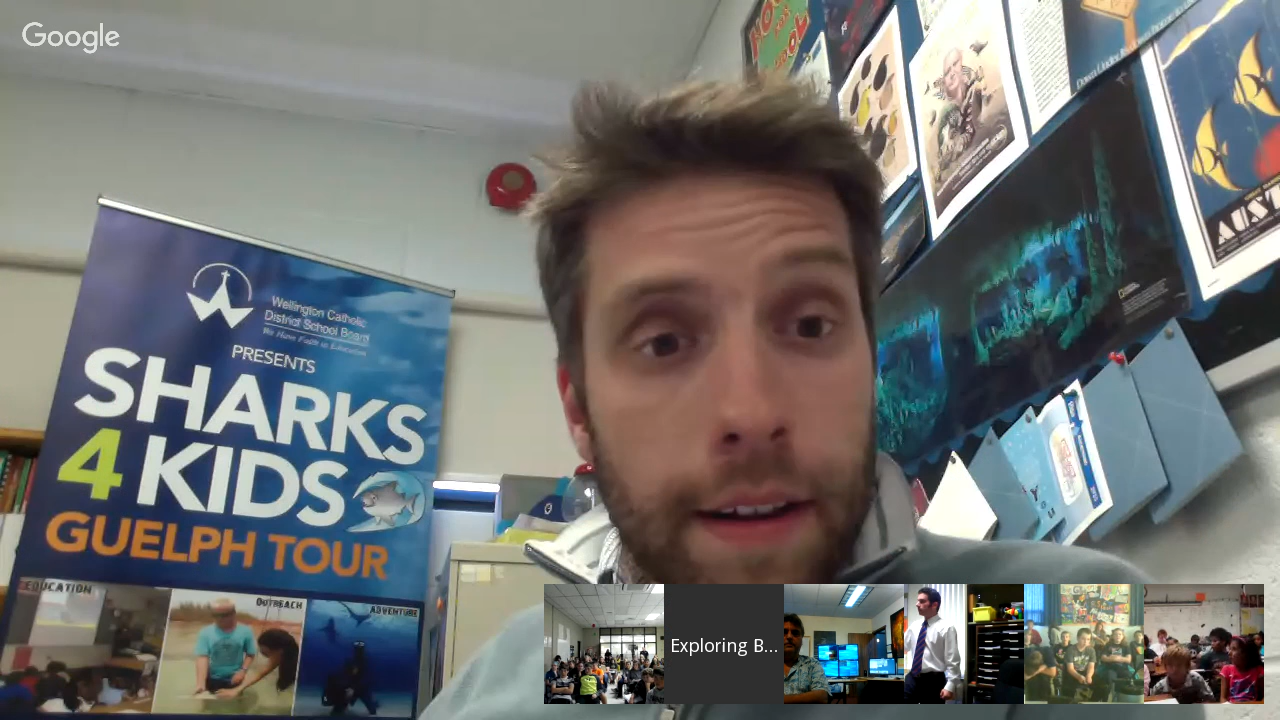 Google
Wellington Catholic
District School Board
We Have Faith in Education
PRESENTS
SHARKS
4 KIDS
GUELPH TOUR
EDUCATION
OUTREACH
ADVENTURE
Exploring B...
AUST